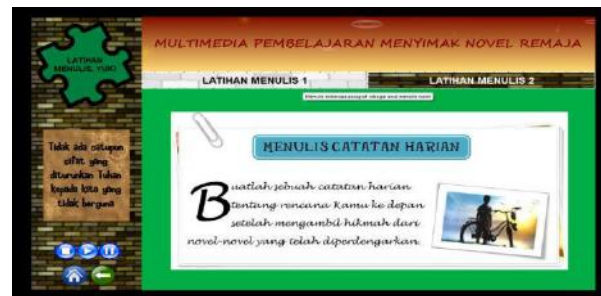 MULTIMEDIA PEMBELAJARAN MENYIMAK NOVEL REMAJA
LATIHAN
MENULIS, YUK!
LATIHAN MENULIS 1
LATIHAN MENULIS 2
MENULIS CATATAN HARIAN
Tidak ada satupun
sifat yang
diturunkan Tuhan
kepada kita yang
tidak berguna
Buatlah sebuah catatan harian
tentang rencana kamu ke depan
setelah mengambil hikmah dari
novel-novel yang telah diperdengarkan.